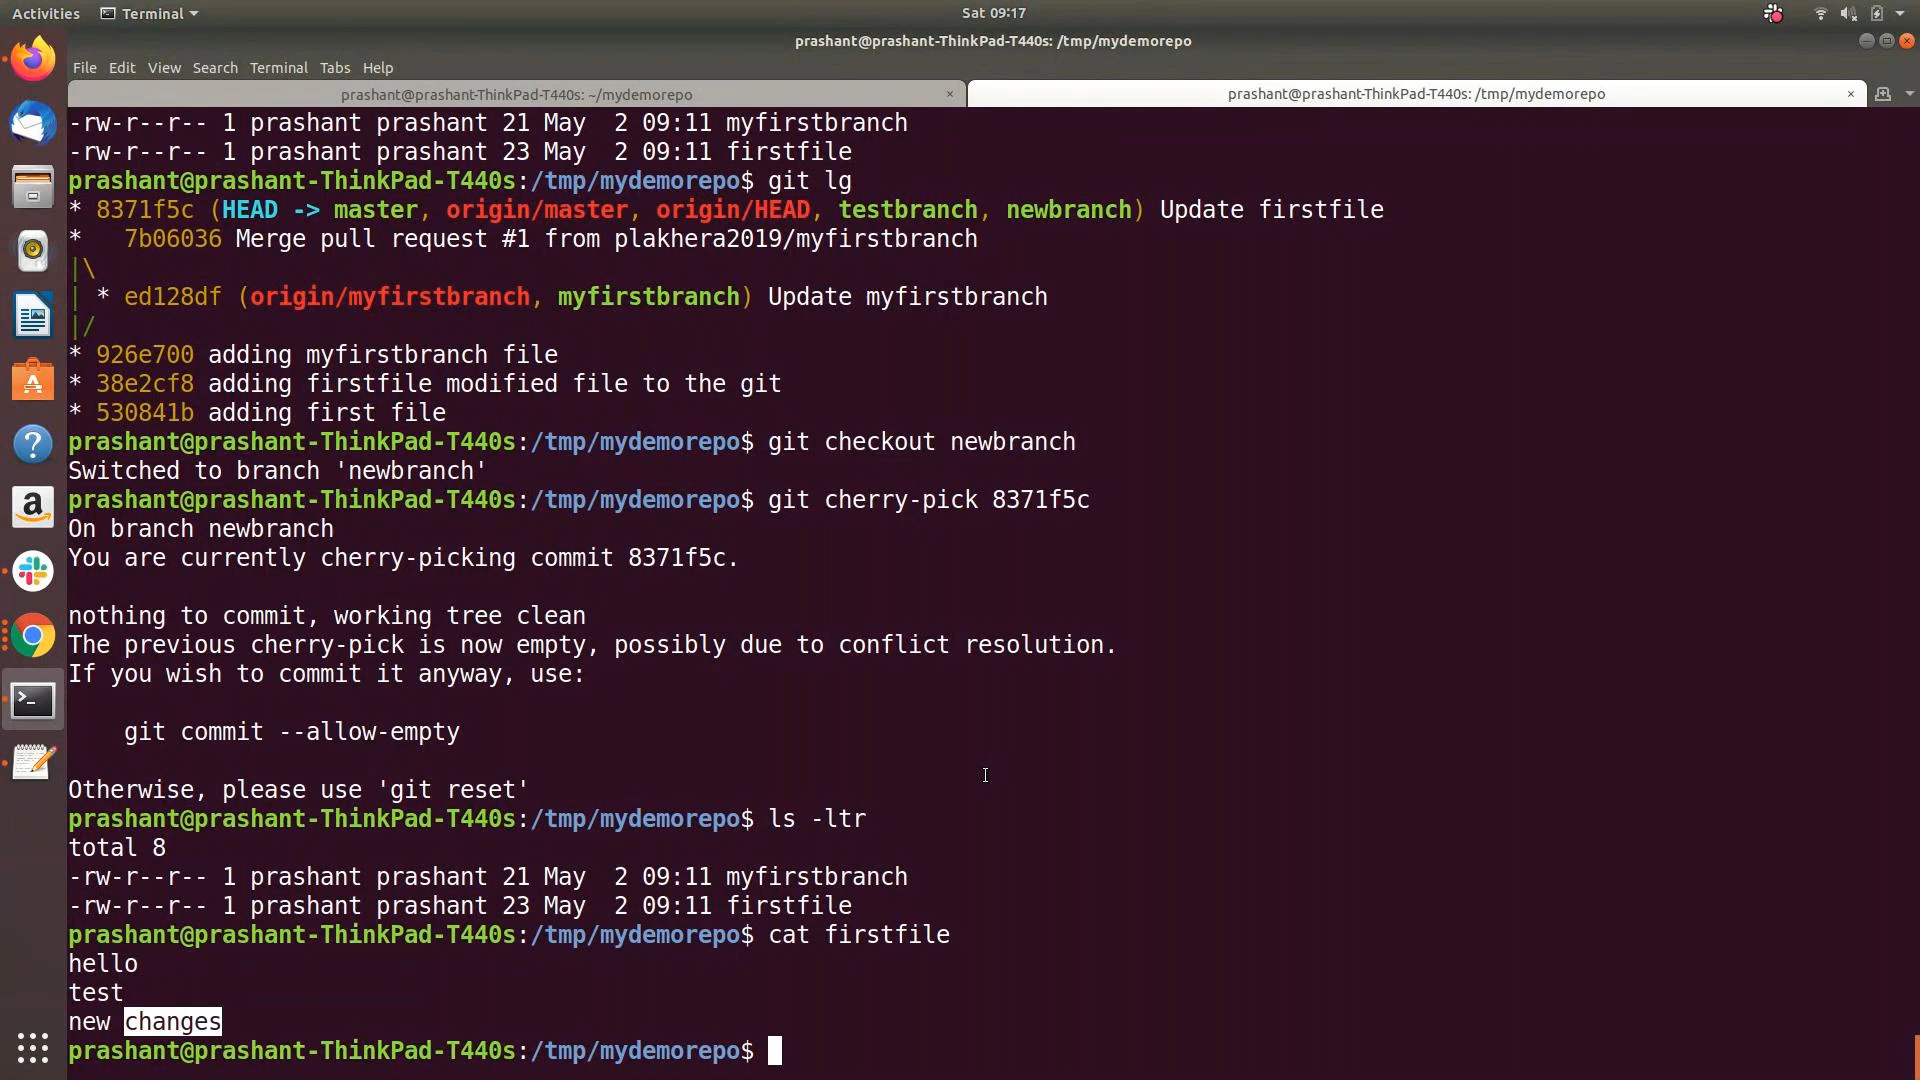 Activities Terminal Sat 09:17
prashant@prashant-ThinkPad-T440s: /tmp/mydemorepo
File Edit View Search Terminal Tabs Help
prashant@prashant-ThinkPad-T440s: ~/mydemorepo × prashant@prashant-ThinkPad-T440s: /tmp/mydemorepo ×
-rw-r--r-- 1 prashant prashant 21 May  2 09:11 myfirstbranch
-rw-r--r-- 1 prashant prashant 23 May  2 09:11 firstfile
prashant@prashant-ThinkPad-T440s:/tmp/mydemorepo$ git lg
* 8371f5c (HEAD -> master, origin/master, origin/HEAD, testbranch, newbranch) Update firstfile
*   7b06036 Merge pull request #1 from plakhera2019/myfirstbranch
|\
| * ed128df (origin/myfirstbranch, myfirstbranch) Update myfirstbranch
|/
* 926e700 adding myfirstbranch file
* 38e2cf8 adding firstfile modified file to the git
* 530841b adding first file
prashant@prashant-ThinkPad-T440s:/tmp/mydemorepo$ git checkout newbranch
Switched to branch 'newbranch'
prashant@prashant-ThinkPad-T440s:/tmp/mydemorepo$ git cherry-pick 8371f5c
On branch newbranch
You are currently cherry-picking commit 8371f5c.
nothing to commit, working tree clean
The previous cherry-pick is now empty, possibly due to conflict resolution.
If you wish to commit it anyway, use:
    git commit --allow-empty
Otherwise, please use 'git reset'
prashant@prashant-ThinkPad-T440s:/tmp/mydemorepo$ ls -ltr
total 8
-rw-r--r-- 1 prashant prashant 21 May  2 09:11 myfirstbranch
-rw-r--r-- 1 prashant prashant 23 May  2 09:11 firstfile
prashant@prashant-ThinkPad-T440s:/tmp/mydemorepo$ cat firstfile
hello
test
new changes
prashant@prashant-ThinkPad-T440s:/tmp/mydemorepo$